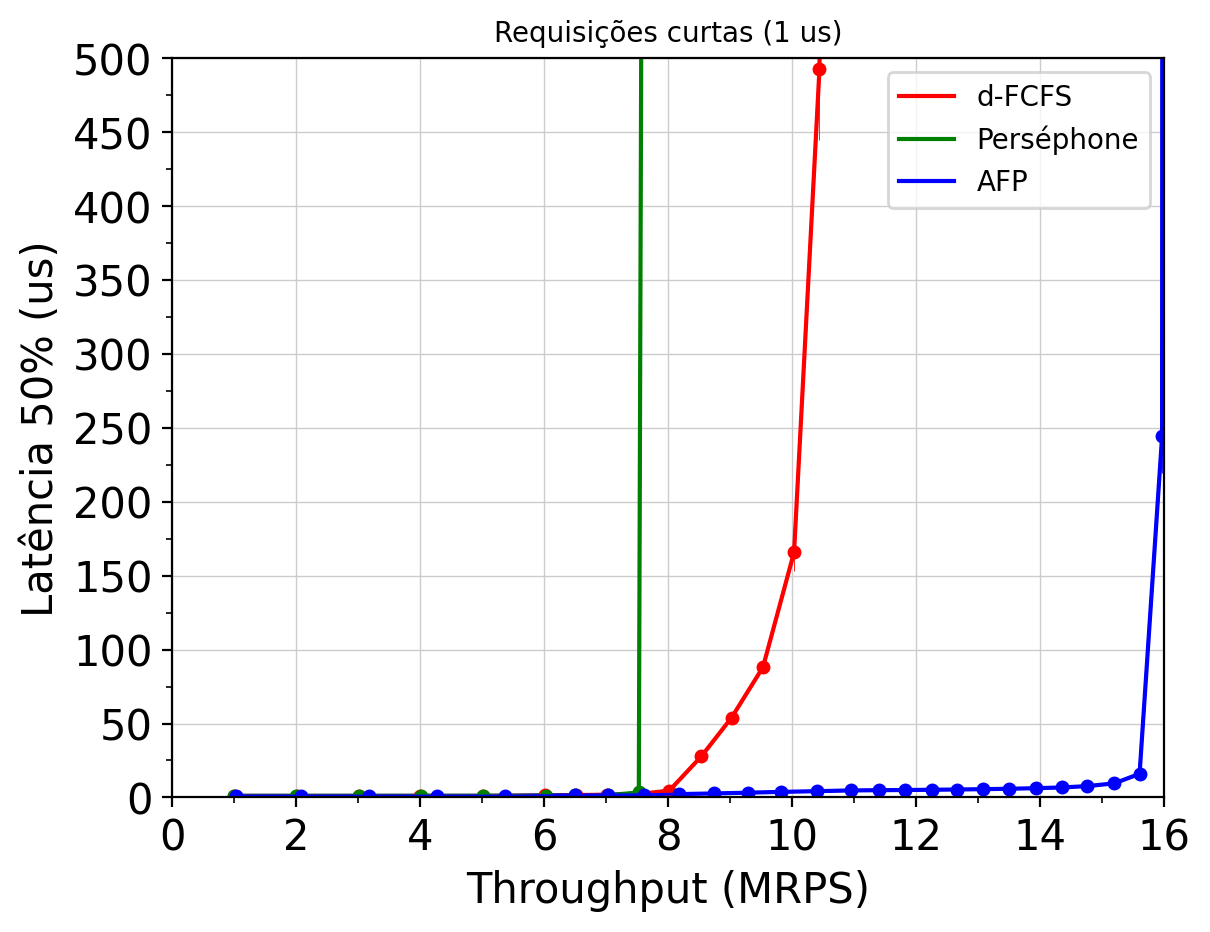 Requisições curtas (1 us)
500
450
400
350
300
250
200
150
100
50
0
Latência 50% (us)
d-FCFS
Perséphone
AFP
0 2 4 6 8 10 12 14 16
Throughput (MRPS)